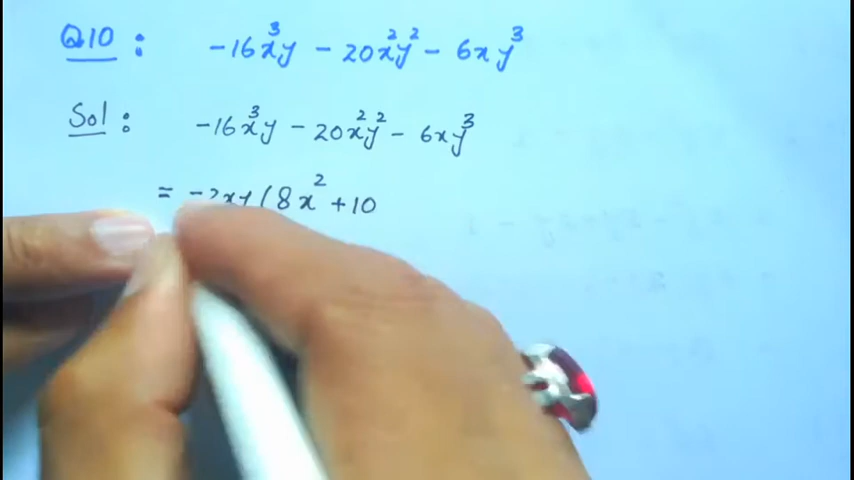 Q10 : -16x³y - 20x²y² - 6xy³
Sol : -16x³y - 20x²y² - 6xy³
= -2xy(8x² + 10